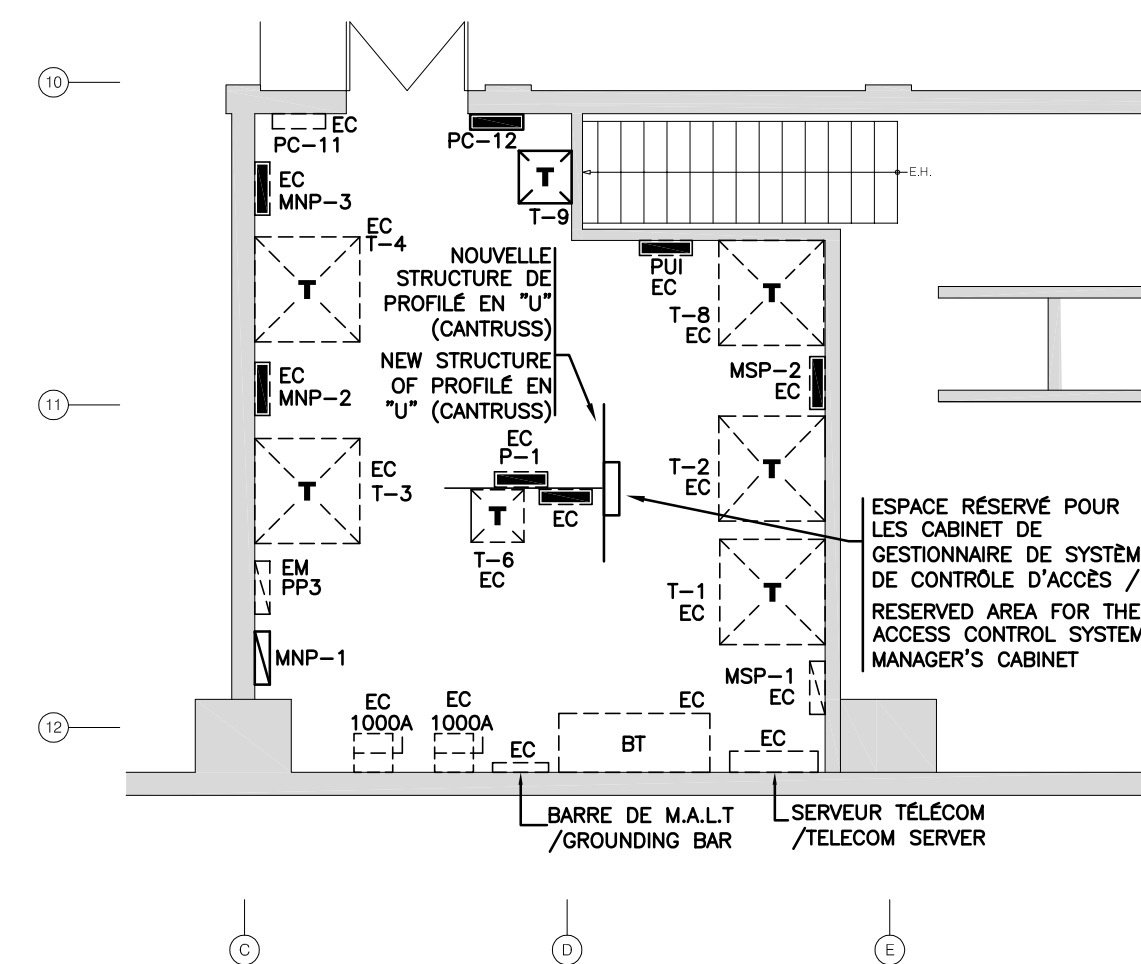 10
EC
PC-11
PC-12
EC
MNP-3
T
T-9
E.H.
EC
T-4
T
NOUVELLE
STRUCTURE DE
PROFILÉ EN "U"
(CANTRUSS)
NEW STRUCTURE
OF PROFILÉ EN
"U" (CANTRUSS)
PUI
EC
T-8
EC
T
11
EC
MNP-2
MSP-2
EC
EC
P-1
EC
T-3
T
T
T-6
EC
EC
T-2
EC
T
ESPACE RÉSERVÉ POUR
LES CABINET DE
GESTIONNAIRE DE SYSTÈM
DE CONTRÔLE D'ACCÈS /
RESERVED AREA FOR THE
ACCESS CONTROL SYSTEM
MANAGER'S CABINET
EM
PP3
T-1
EC
T
MNP-1
MSP-1
EC
12
EC
1000A
EC
1000A
EC
EC
BT
EC
BARRE DE M.A.L.T
/GROUNDING BAR
SERVEUR TÉLÉCOM
/TELECOM SERVER
C
D
E